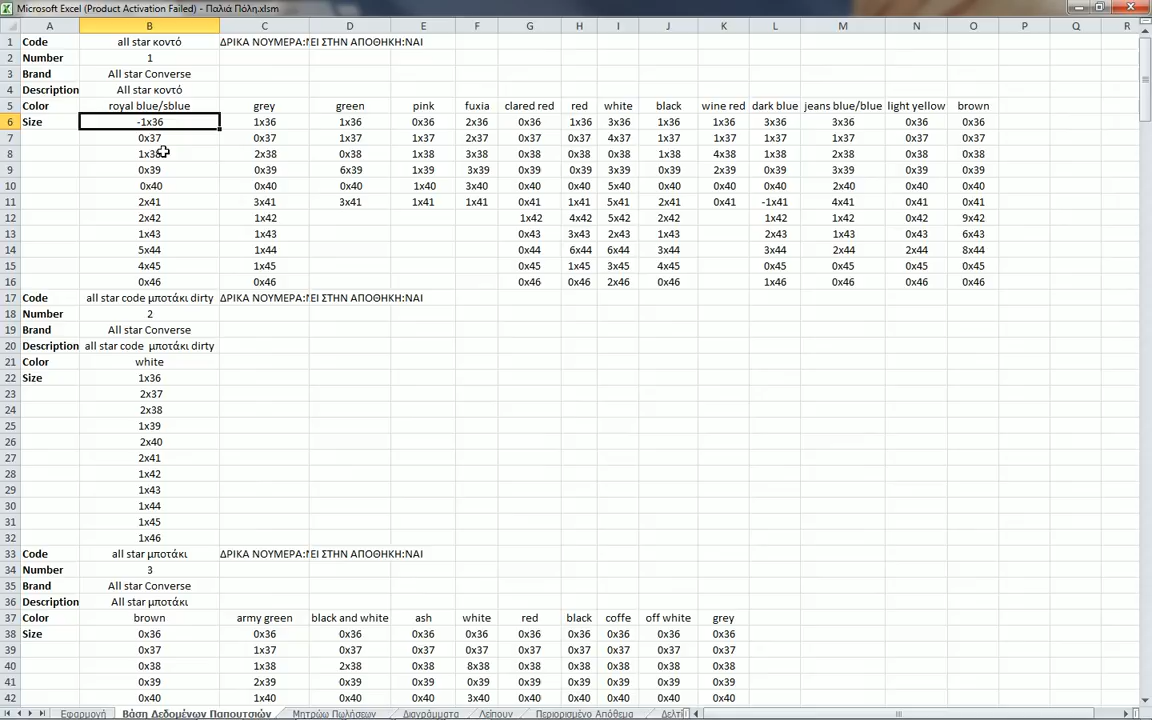 Microsoft Excel (Product Activation Failed) - Παλιά Πόλη.xlsm
A B C D E F G H I J K L M N O P Q R
1 Code all star κοντό ΔΡΙΚΑ ΝΟΥΜΕΡΑ: ΕΙ ΣΤΗΝ ΑΠΟΘΗΚΗ:ΝΑΙ
2 Number 1
3 Brand All star Converse
4 Description All star κοντό
5 Color royal blue/sblue grey green pink fuxia clared red red white black wine red dark blue jeans blue/blue light yellow brown
6 Size -1x36 1x36 1x36 0x36 2x36 0x36 1x36 3x36 1x36 1x36 3x36 3x36 0x36 0x36
7 0x37 0x37 1x37 1x37 2x37 0x37 4x37 1x37 1x37 1x37 1x37 1x37 0x37 0x37
8 1x38 2x38 0x38 1x38 3x38 0x38 0x38 0x38 1x38 4x38 1x38 2x38 0x38 0x38
9 0x39 0x39 6x39 1x39 3x39 0x39 0x39 3x39 0x39 2x39 0x39 3x39 0x39 0x39
10 0x40 0x40 0x40 1x40 3x40 0x40 0x40 5x40 0x40 0x40 0x40 2x40 0x40 0x40
11 2x41 3x41 3x41 1x41 1x41 0x41 1x41 5x41 2x41 0x41 -1x41 4x41 0x41 0x41
12 2x42 1x42 1x42 4x42 5x42 2x42 1x42 1x42 0x42 9x42
13 1x43 1x43 0x43 3x43 2x43 1x43 2x43 1x43 0x43 6x43
14 5x44 1x44 0x44 6x44 6x44 3x44 3x44 2x44 2x44 8x44
15 4x45 1x45 0x45 1x45 3x45 4x45 0x45 0x45 0x45 0x45
16 0x46 0x46 0x46 0x46 2x46 0x46 1x46 0x46 0x46 0x46
17 Code all star code μποτάκι dirty ΔΡΙΚΑ ΝΟΥΜΕΡΑ: ΕΙ ΣΤΗΝ ΑΠΟΘΗΚΗ:ΝΑΙ
18 Number 2
19 Brand All star Converse
20 Description all star code μποτάκι dirty
21 Color white
22 Size 1x36
23 2x37
24 2x38
25 1x39
26 2x40
27 2x41
28 1x42
29 1x43
30 1x44
31 1x45
32 1x46
33 Code all star μποτάκι ΔΡΙΚΑ ΝΟΥΜΕΡΑ: ΕΙ ΣΤΗΝ ΑΠΟΘΗΚΗ:ΝΑΙ
34 Number 3
35 Brand All star Converse
36 Description All star μποτάκι
37 Color brown army green black and white ash white red black coffe off white grey
38 Size 0x36 0x36 0x36 0x36 0x36 0x36 0x36 0x36 0x36 0x36
39 0x37 1x37 0x37 0x37 0x37 0x37 0x37 0x37 0x37 0x37
40 0x38 1x38 2x38 0x38 8x38 0x38 0x38 0x38 0x38 0x38
41 0x39 2x39 0x39 0x39 0x39 0x39 0x39 0x39 0x39 0x39
42 0x40 1x40 0x40 0x40 3x40 0x40 0x40 0x40 0x40 0x40
Εφαρμογή Βάση Δεδομένων Παπουτσιών Μητρώο Πωλήσεων Διαγράμματα Λείπουν Περιορισμένο Απόθεμα Δελτί